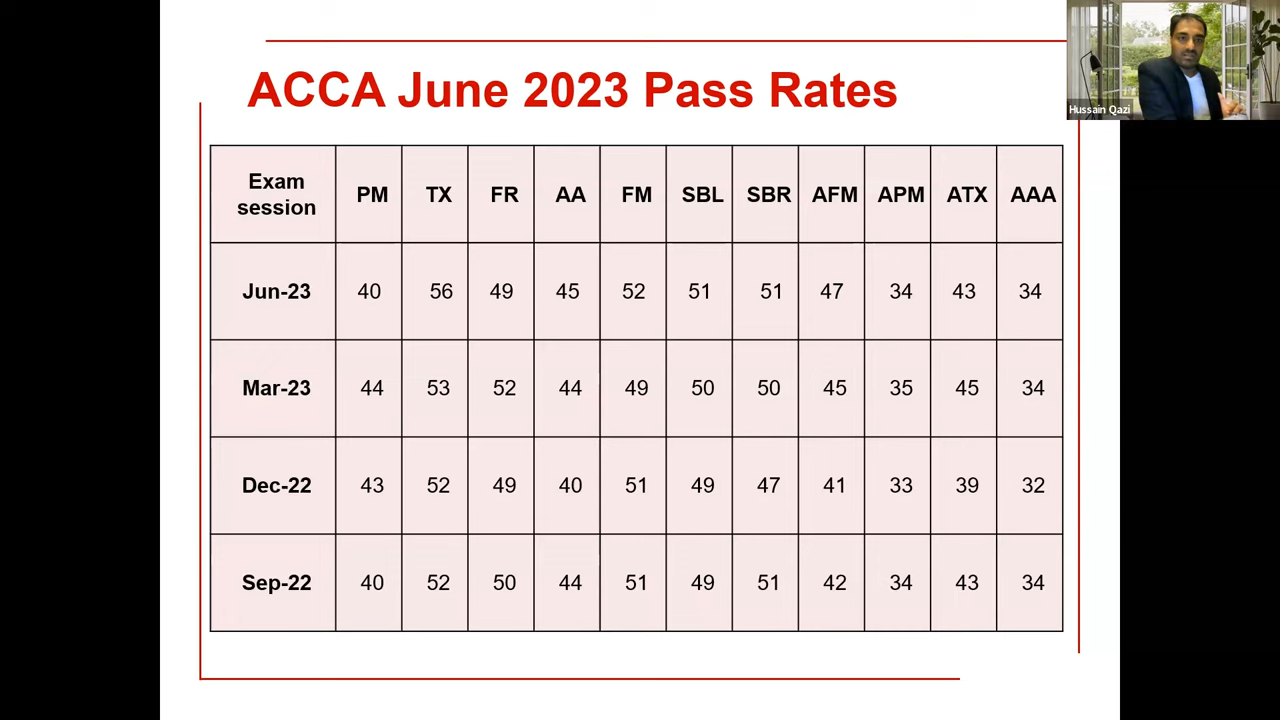 ACCA June 2023 Pass Rates
Hussain Qazi
Exam session PM TX FR AA FM SBL SBR AFM APM ATX AAA
Jun-23 40 56 49 45 52 51 51 47 34 43 34
Mar-23 44 53 52 44 49 50 50 45 35 45 34
Dec-22 43 52 49 40 51 49 47 41 33 39 32
Sep-22 40 52 50 44 51 49 51 42 34 43 34